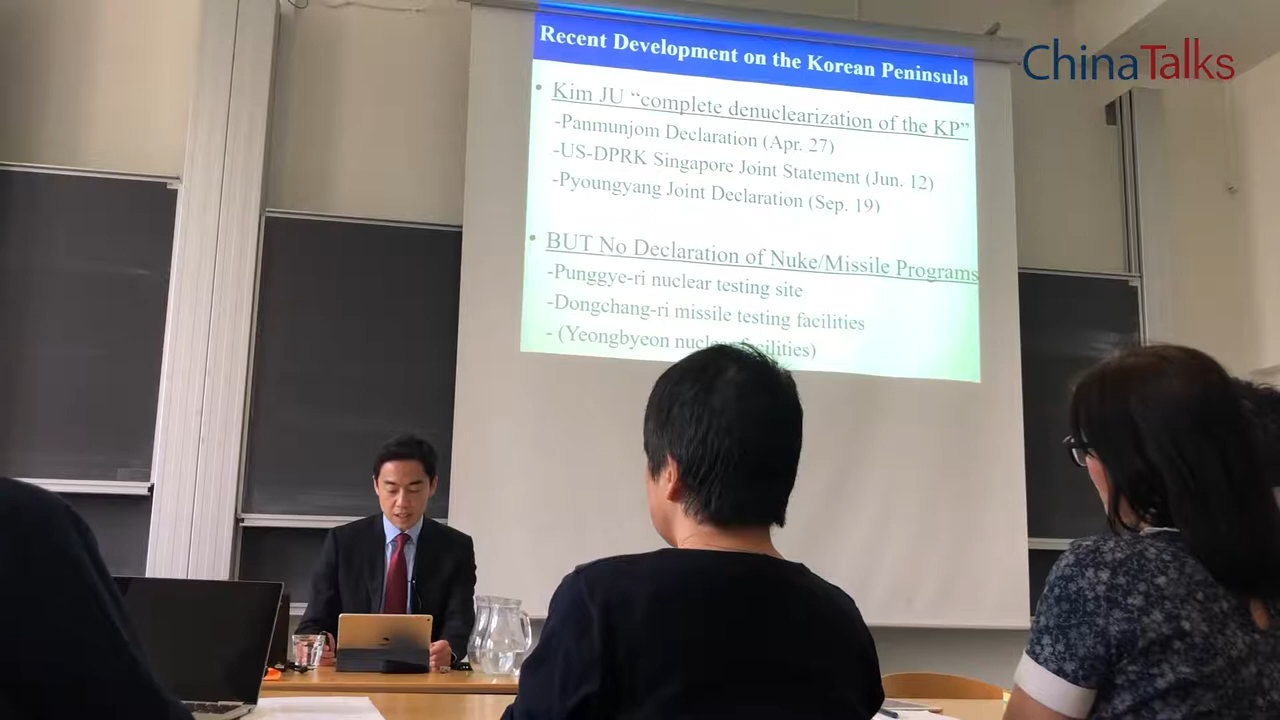 Recent Development on the Korean Peninsula
ChinaTalks
• Kim JU “complete denuclearization of the KP”
-Panmunjom Declaration (Apr. 27)
-US-DPRK Singapore Joint Statement (Jun. 12)
-Pyoungyang Joint Declaration (Sep. 19)
• BUT No Declaration of Nuke/Missile Programs
-Punggye-ri nuclear testing site
-Dongchang-ri missile testing facilities
- (Yeongbyeon nuclear facilities)